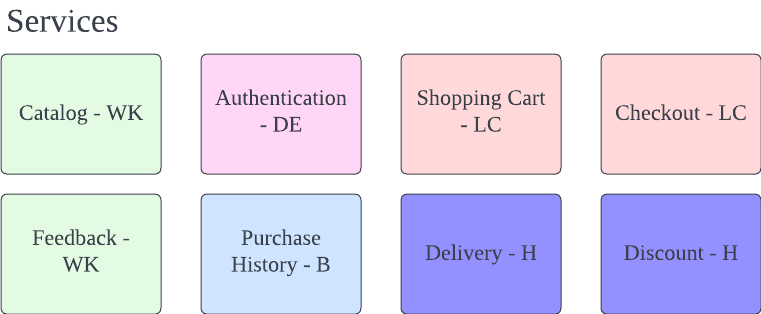 Services
Catalog - WK
Authentication
- DE
Shopping Cart
- LC
Checkout - LC
Feedback -
WK
Purchase
History - B
Delivery - H
Discount - H